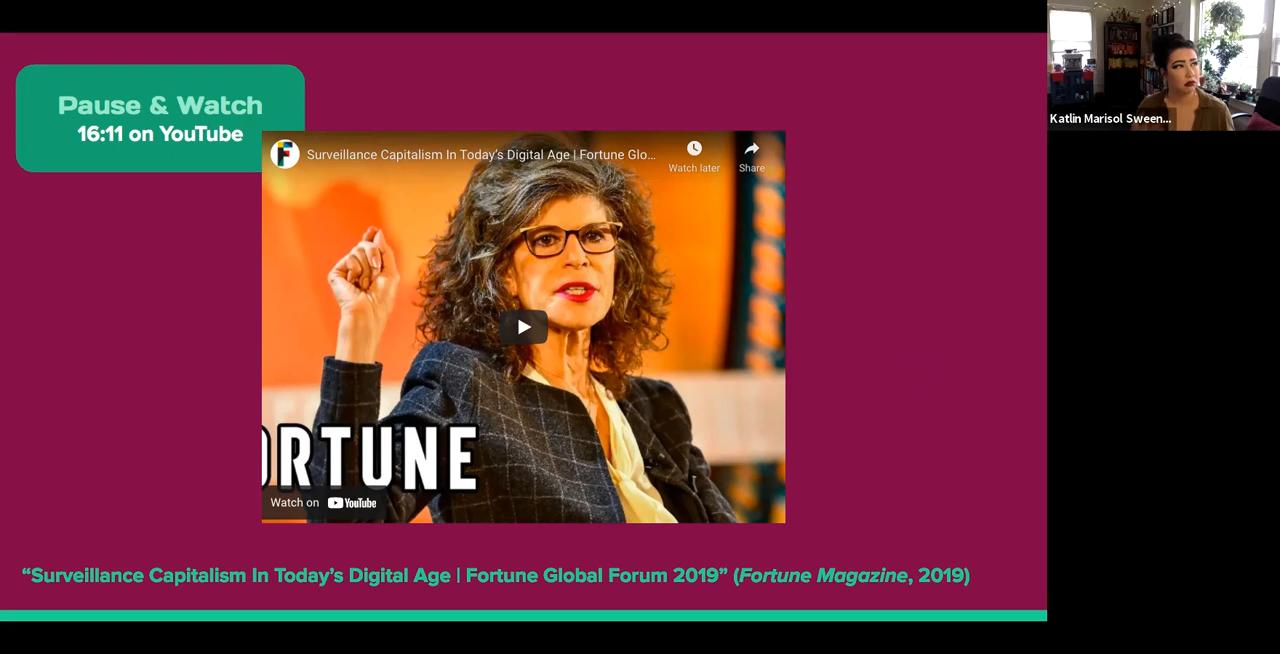 Pause & Watch
16:11 on YouTube
Surveillance Capitalism In Today's Digital Age | Fortune Glo...
Watch later
Share
ORTUNE
Watch on YouTube
“Surveillance Capitalism In Today’s Digital Age | Fortune Global Forum 2019” (Fortune Magazine, 2019)
Katlin Marisol Sween...